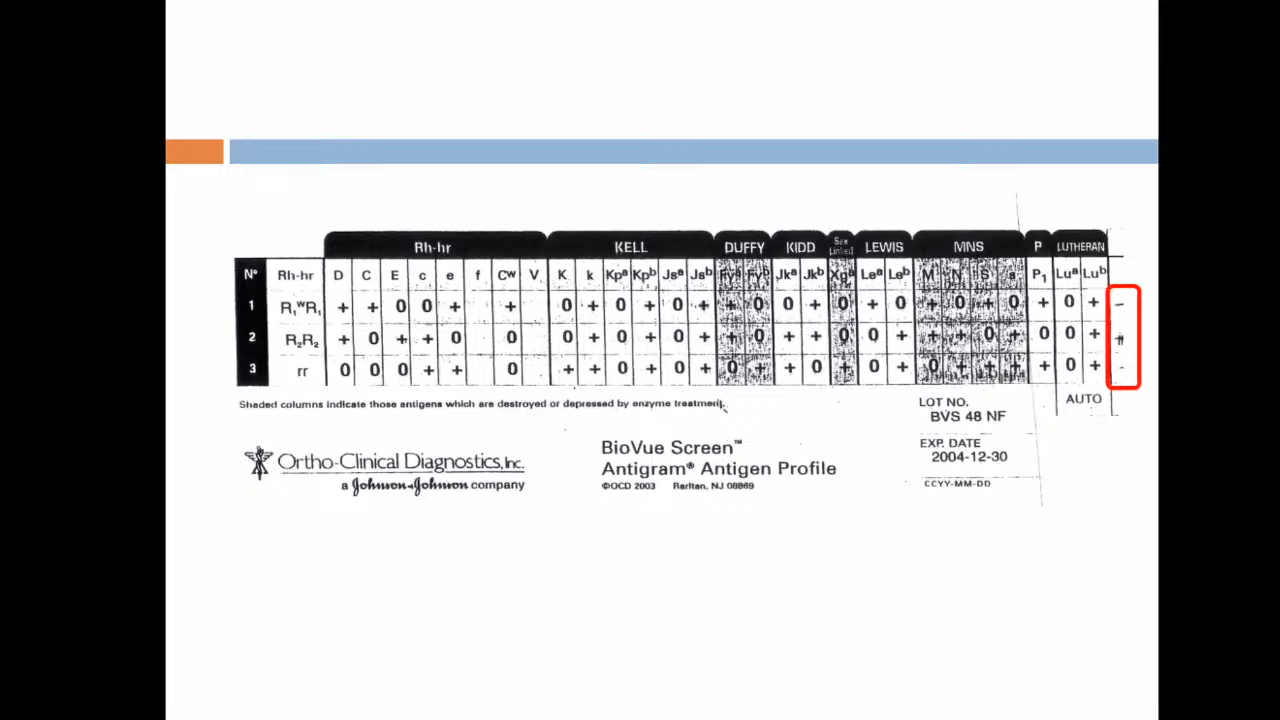 Rh-hr KELL DUFFY KIDD Sex Linked LEWIS MNS P LUTHERAN
N° Rh-hr D C E c e f Cʷ V K k Kpᵃ Kpᵇ Jsᵃ Jsᵇ Fyᵃ Fyᵇ Jkᵃ Jkᵇ Xgᵃ Leᵃ Leᵇ M N S s P₁ Luᵃ Luᵇ
1 R₁ʷR₁ + + 0 0 + + 0 + 0 + 0 + + 0 0 + 0 + 0 + 0 + 0 + 0 + –
2 R₂R₂ + 0 + + 0 0 0 + 0 + 0 + + 0 + + 0 0 + + + 0 + 0 0 +
3 rr 0 0 0 + + 0 + + 0 + 0 + 0 + + 0 + 0 + 0 + + + + 0 + -
Shaded columns indicate those antigens which are destroyed or depressed by enzyme treatment.
AUTO
LOT NO.
BVS 48 NF
EXP. DATE
2004-12-30
CCYY-MM-DD
Ortho-Clinical Diagnostics, Inc.
a Johnson & Johnson company
BioVue Screen™
Antigram® Antigen Profile
©OCD 2003 Raritan, NJ 08869